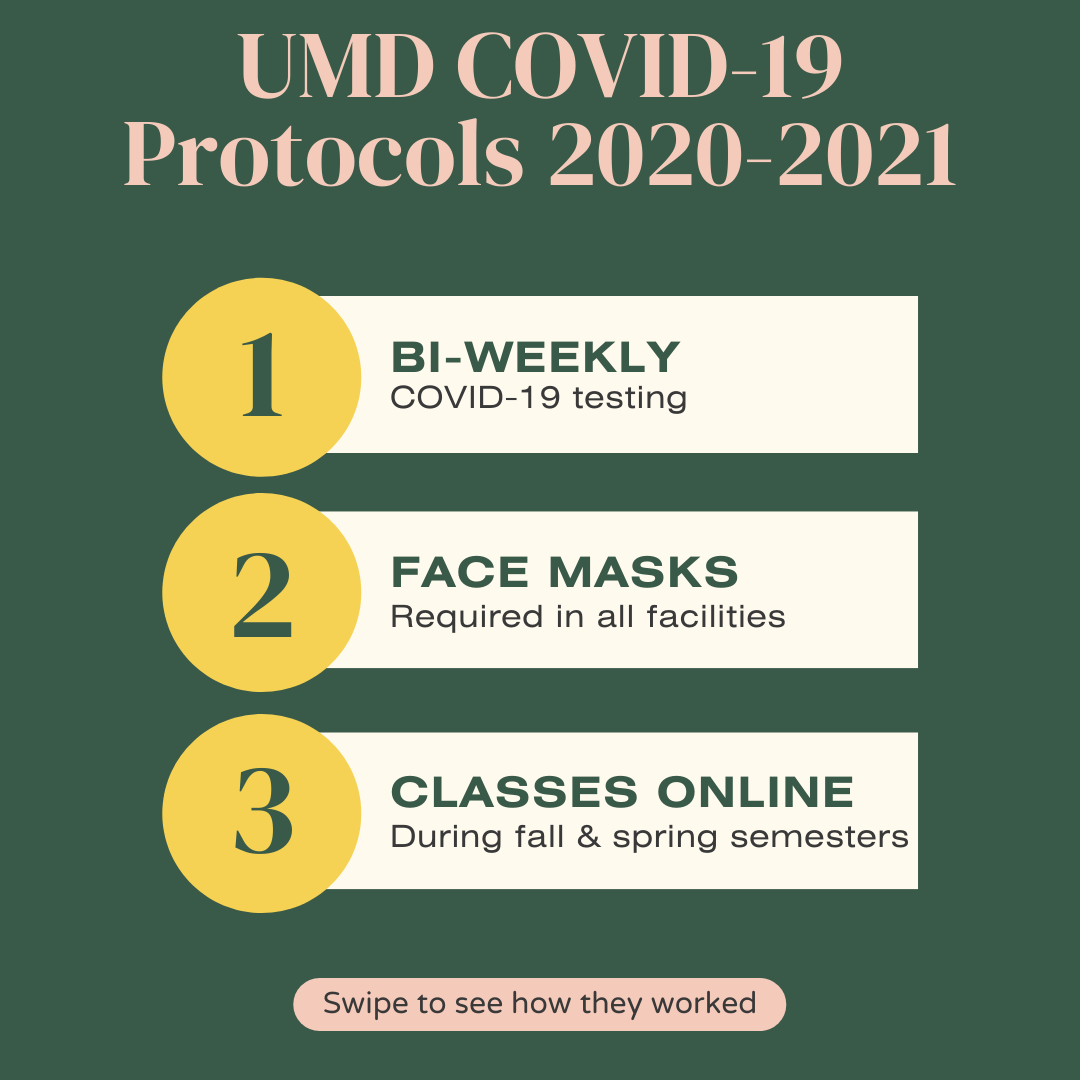 UMD COVID-19
Protocols 2020-2021
1
BI-WEEKLY
COVID-19 testing
2
FACE MASKS
Required in all facilities
3
CLASSES ONLINE
During fall & spring semesters
Swipe to see how they worked